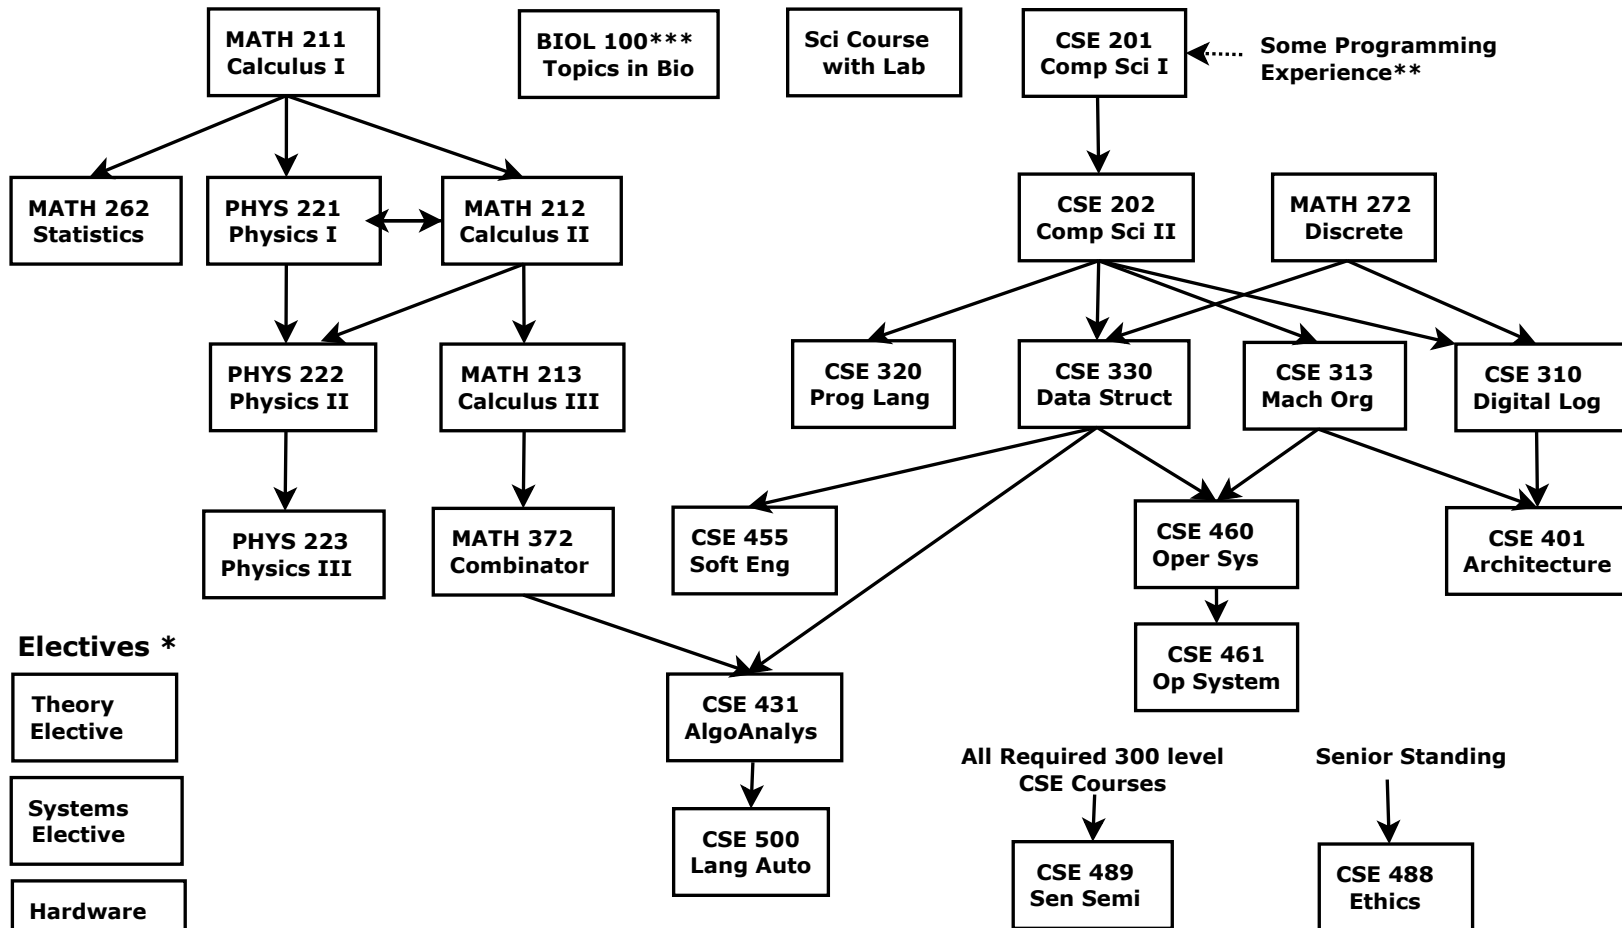 MATH 211
Calculus I
BIOL 100***
Topics in Bio
Sci Course
with Lab
CSE 201
Comp Sci I
Some Programming
Experience**
MATH 262
Statistics
PHYS 221
Physics I
MATH 212
Calculus II
CSE 202
Comp Sci II
MATH 272
Discrete
PHYS 222
Physics II
MATH 213
Calculus III
CSE 320
Prog Lang
CSE 330
Data Struct
CSE 313
Mach Org
CSE 310
Digital Log
PHYS 223
Physics III
MATH 372
Combinator
CSE 455
Soft Eng
CSE 460
Oper Sys
CSE 401
Architecture
Electives *
Theory
Elective
CSE 431
AlgoAnalys
CSE 461
Op System
Systems
Elective
CSE 500
Lang Auto
All Required 300 level
CSE Courses
Senior Standing
Hardware
CSE 489
Sen Semi
CSE 488
Ethics